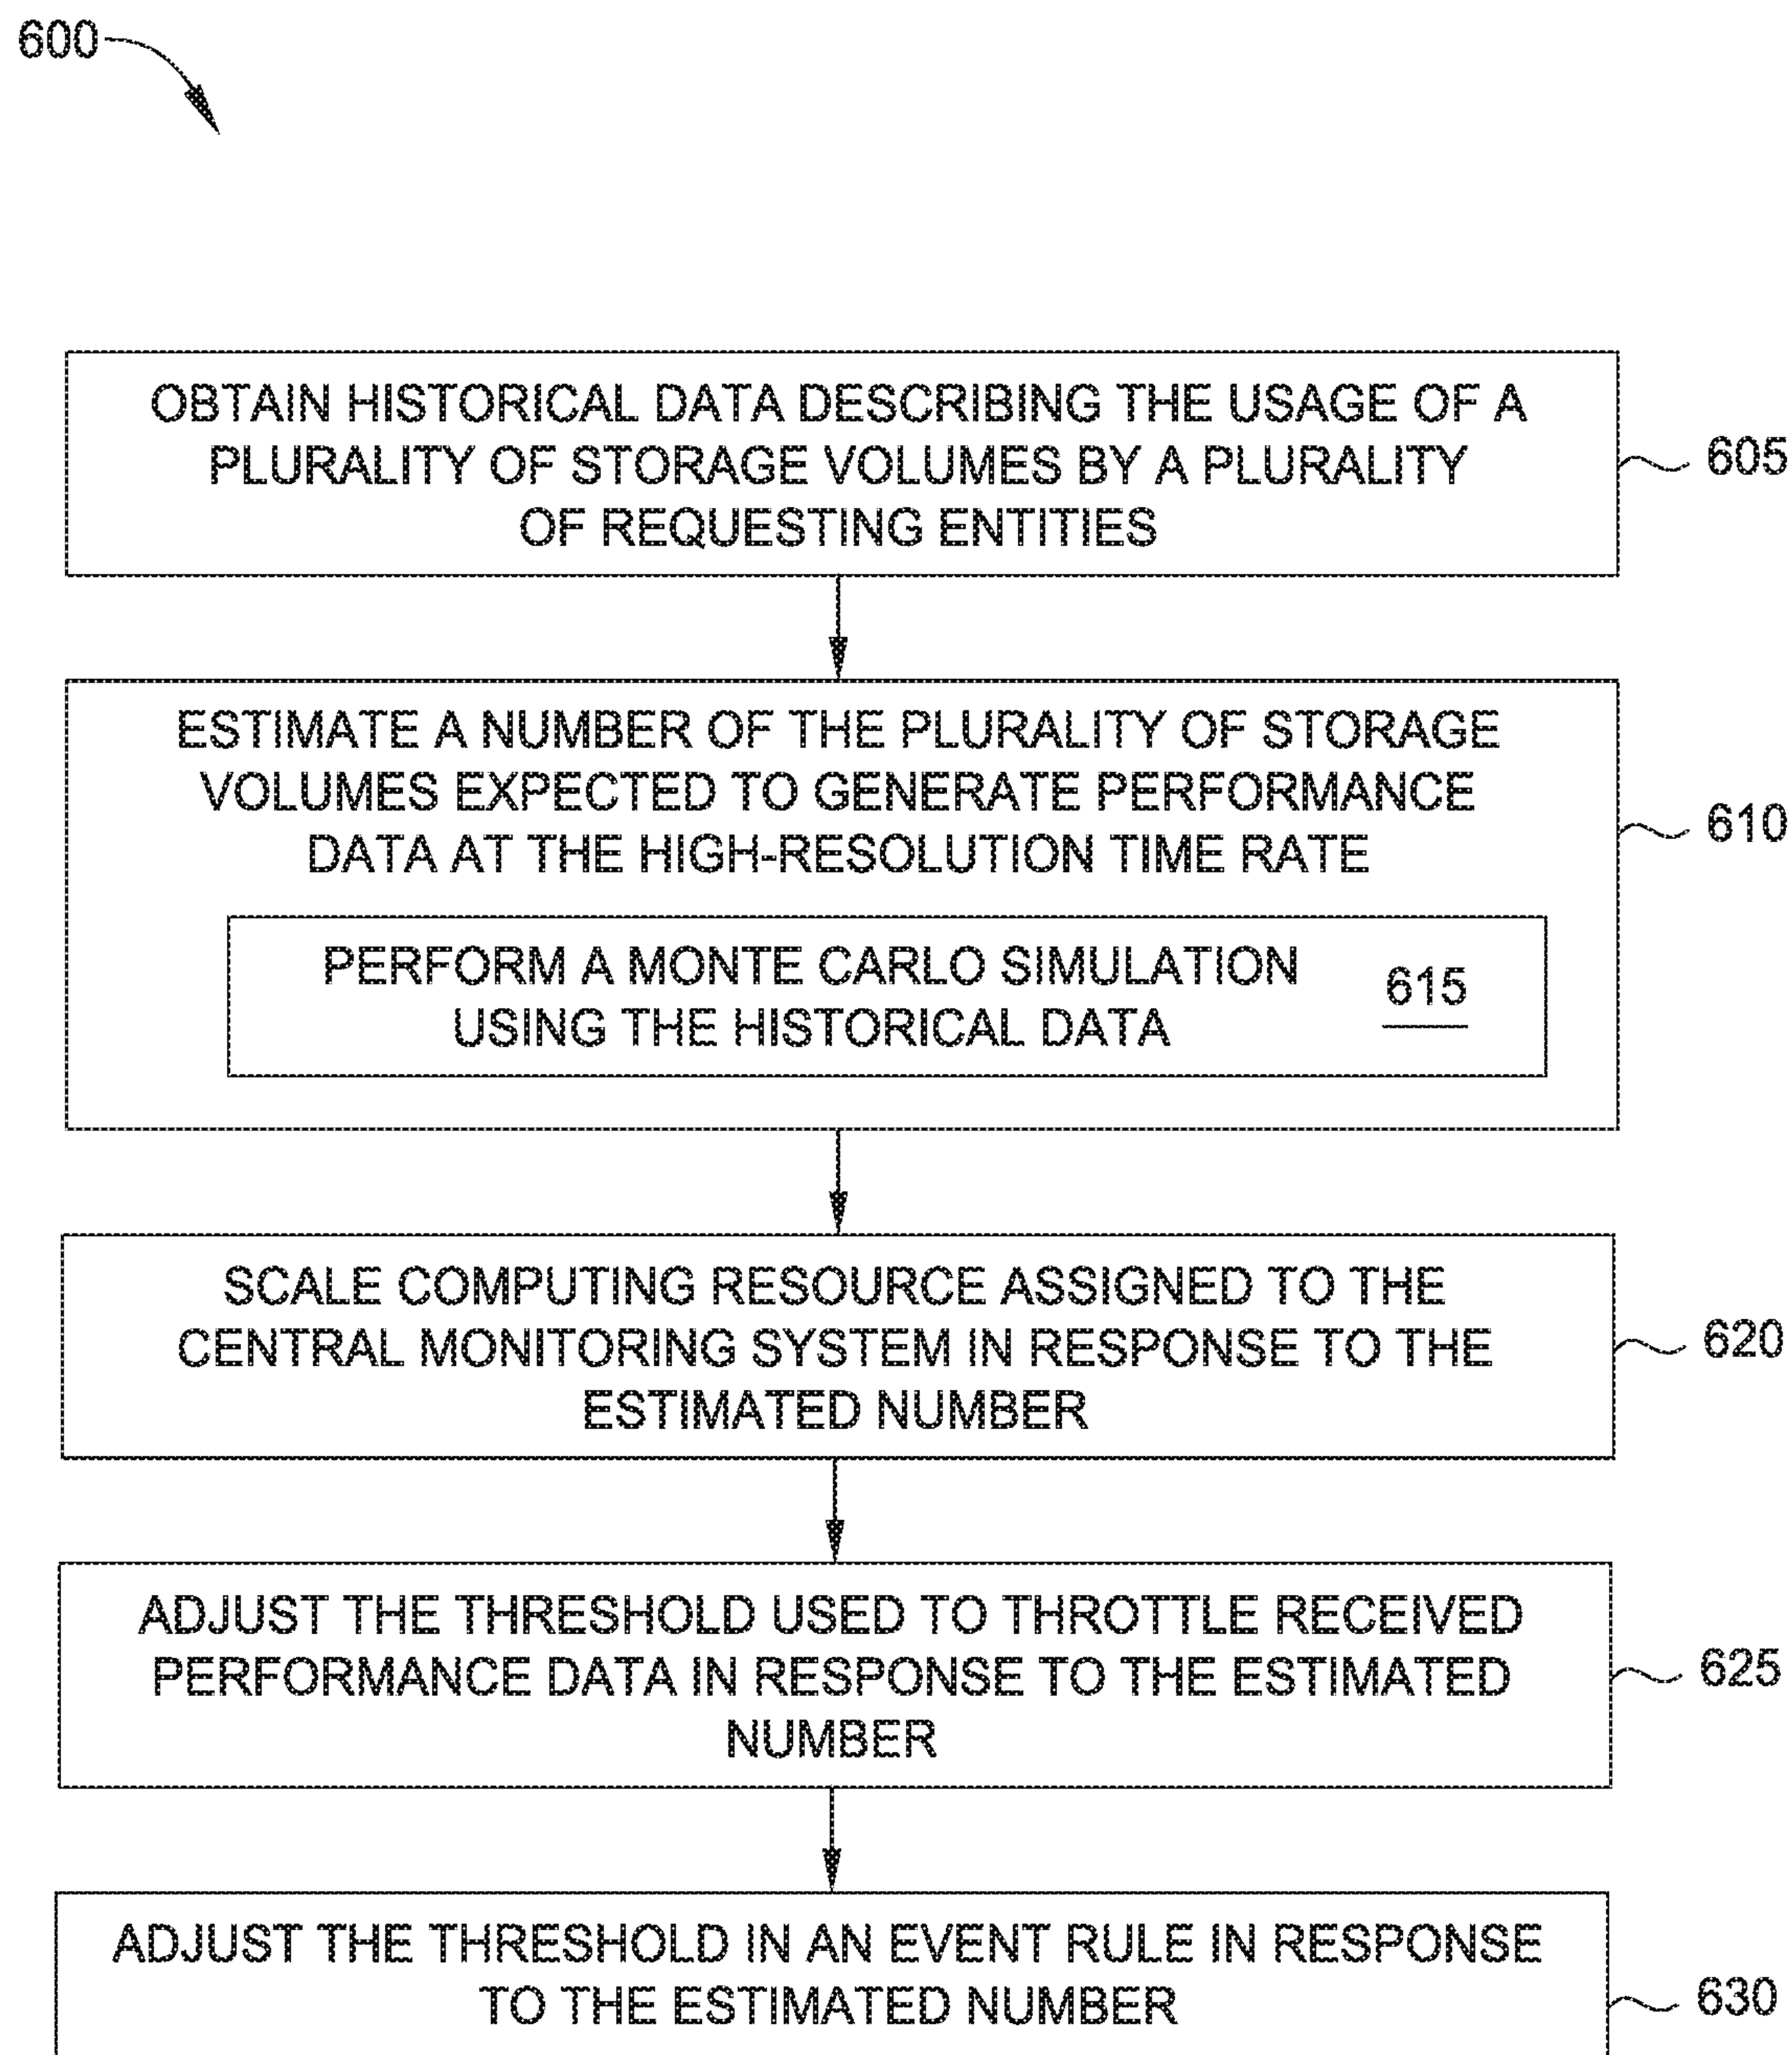 600
OBTAIN HISTORICAL DATA DESCRIBING THE USAGE OF A
PLURALITY OF STORAGE VOLUMES BY A PLURALITY
OF REQUESTING ENTITIES
605
ESTIMATE A NUMBER OF THE PLURALITY OF STORAGE
VOLUMES EXPECTED TO GENERATE PERFORMANCE
DATA AT THE HIGH-RESOLUTION TIME RATE
610
PERFORM A MONTE CARLO SIMULATION
USING THE HISTORICAL DATA
615
SCALE COMPUTING RESOURCE ASSIGNED TO THE
CENTRAL MONITORING SYSTEM IN RESPONSE TO THE
ESTIMATED NUMBER
620
ADJUST THE THRESHOLD USED TO THROTTLE RECEIVED
PERFORMANCE DATA IN RESPONSE TO THE ESTIMATED
NUMBER
625
ADJUST THE THRESHOLD IN AN EVENT RULE IN RESPONSE
TO THE ESTIMATED NUMBER
630